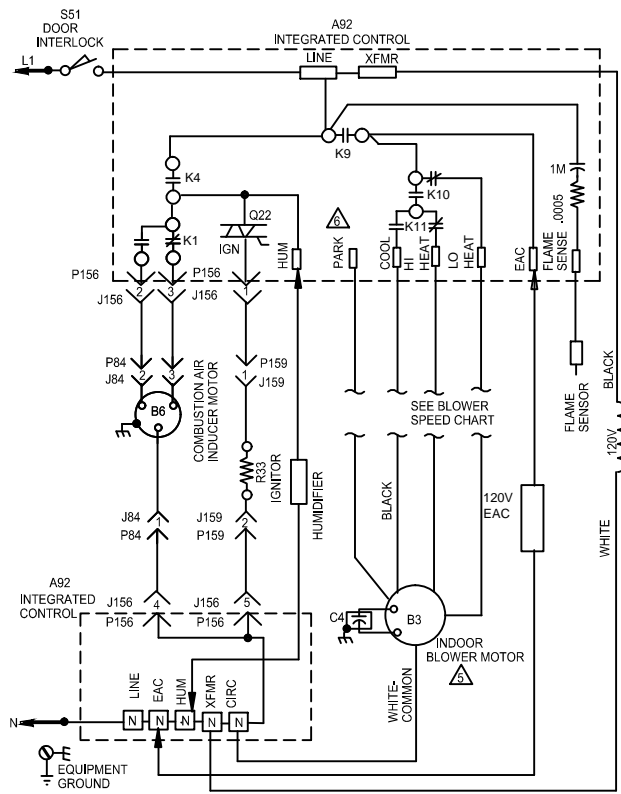 S51
DOOR
INTERLOCK
L1
A92
INTEGRATED CONTROL
LINE
XFMR
K9
K4
K10
1M
.0005
Q22
IGN
K1
K11
6
HUM
PARK
COOL
HI
HEAT
LO
HEAT
EAC
FLAME
SENSE
P156
P156
J156
2
3
J156
1
P84
J84
2
3
P159
1
J159
B6
COMBUSTION AIR
INDUCER MOTOR
R33
IGNITOR
HUMIDIFIER
SEE BLOWER
SPEED CHART
BLACK
120V
EAC
FLAME
SENSOR
BLACK
120V
WHITE
J84
1
P84
J159
2
P159
A92
INTEGRATED
CONTROL
J156
4
J156
5
P156
P156
C4
B3
INDOOR
BLOWER MOTOR
5
WHITE-
COMMON
LINE
EAC
HUM
XFMR
CIRC
N
N
N
N
N
N
EQUIPMENT
GROUND